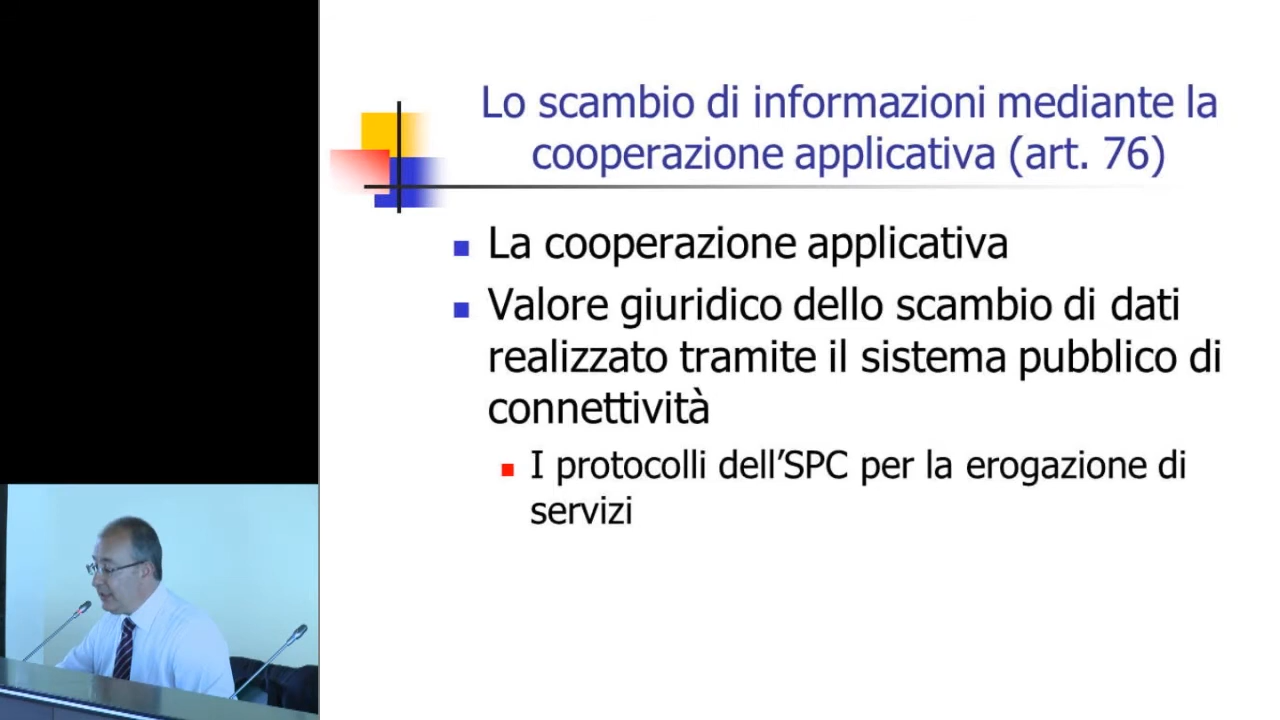 Lo scambio di informazioni mediante la
cooperazione applicativa (art. 76)
La cooperazione applicativa
Valore giuridico dello scambio di dati
realizzato tramite il sistema pubblico di
connettività
I protocolli dell’SPC per la erogazione di
servizi